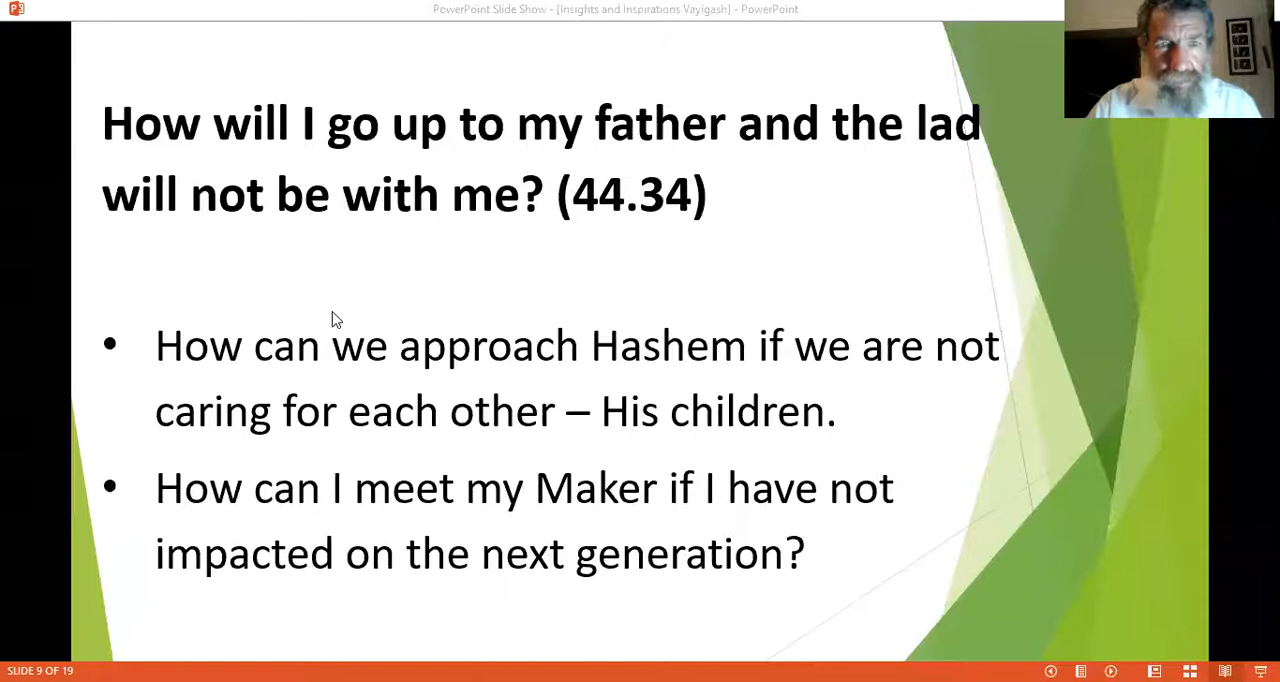 PowerPoint Slide Show - [Insights and Inspirations Vayigash] - PowerPoint
How will I go up to my father and the lad
will not be with me? (44.34)
• How can we approach Hashem if we are not
caring for each other – His children.
• How can I meet my Maker if I have not
impacted on the next generation?
SLIDE 9 OF 19